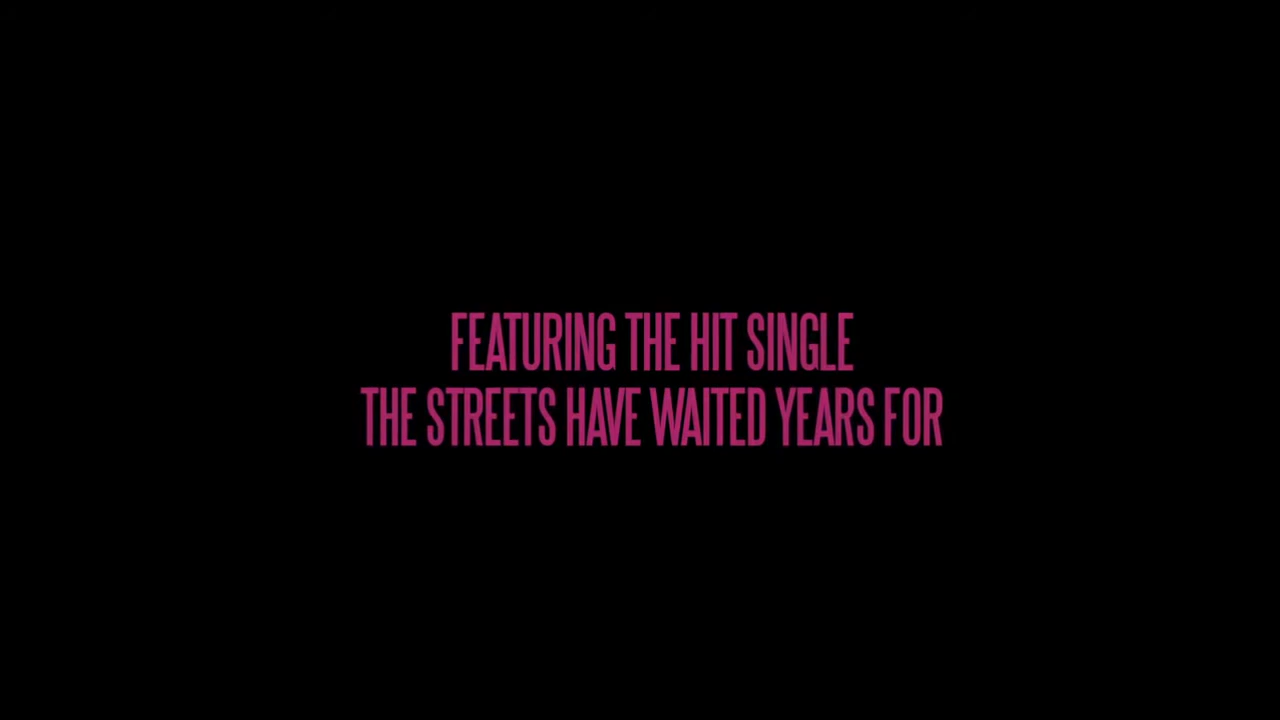 FEATURING THE HIT SINGLE
THE STREETS HAVE WAITED YEARS FOR